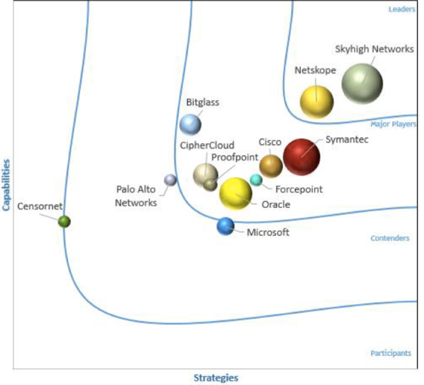 Leaders
Skyhigh Networks
Netskope
Bitglass
Major Players
Symantec
Cisco
CipherCloud
Proofpoint
Palo Alto
Networks
Forcepoint
Oracle
Censornet
Microsoft
Contenders
Participants
Capabilities
Strategies